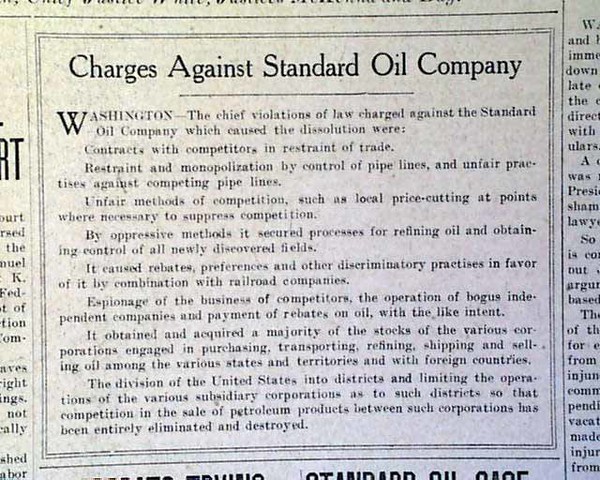 Chief Justice White, Justices McKenna and Day.
Charges Against Standard Oil Company
WASHINGTON—The chief violations of law charged against the Standard
Oil Company which caused the dissolution were:
Contracts with competitors in restraint of trade.
Restraint and monopolization by control of pipe lines, and unfair prac-
tises against competing pipe lines.
Unfair methods of competition, such as local price-cutting at points
where necessary to suppress competition.
By oppressive methods it secured processes for refining oil and obtain-
ing control of all newly discovered fields.
It caused rebates, preferences and other discriminatory practises in favor
of it by combination with railroad companies.
Espionage of the business of competitors, the operation of bogus inde-
pendent companies and payment of rebates on oil, with the like intent.
It obtained and acquired a majority of the stocks of the various cor-
porations engaged in purchasing, transporting, refining, shipping and sell-
ing oil among the various states and territories and with foreign countries.
The division of the United States into districts and limiting the opera-
tions of the various subsidiary corporations as to such districts so that
competition in the sale of petroleum products between such corporations has
been entirely eliminated and destroyed.
STANDARD OIL CASE